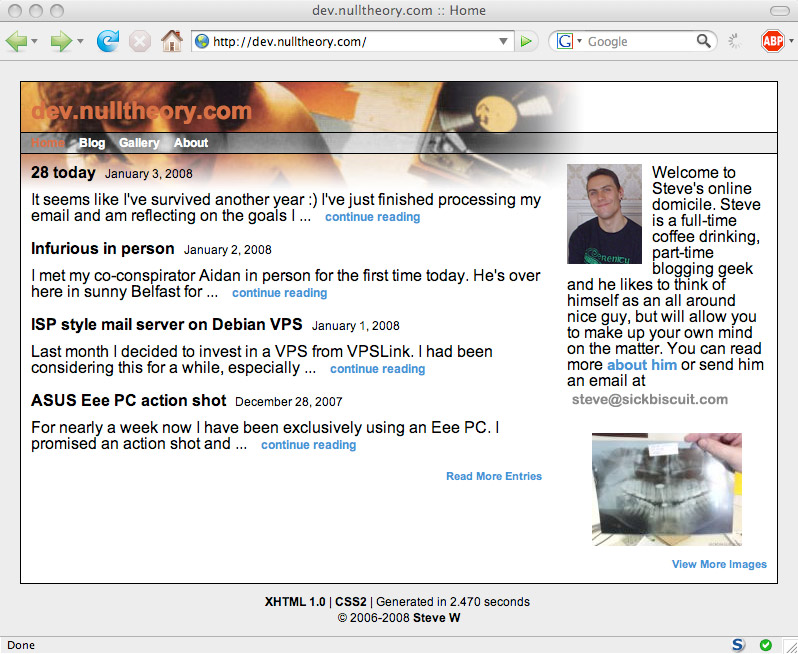 dev.nulltheory.com :: Home
http://dev.nulltheory.com/
G
Google
ABP
dev.nulltheory.com
Home Blog Gallery About
28 today January 3, 2008
It seems like I've survived another year :) I've just finished processing my
email and am reflecting on the goals I ... continue reading
Infurious in person January 2, 2008
I met my co-conspirator Aidan in person for the first time today. He's over
here in sunny Belfast for ... continue reading
ISP style mail server on Debian VPS January 1, 2008
Last month I decided to invest in a VPS from VPSLink. I had been
considering this for a while, especially ... continue reading
ASUS Eee PC action shot December 28, 2007
For nearly a week now I have been exclusively using an Eee PC. I
promised an action shot and ... continue reading
Read More Entries
Welcome to
Steve's online
domicile. Steve
is a full-time
coffee drinking,
part-time
blogging geek
and he likes to think of
himself as an all around
nice guy, but will allow you
to make up your own mind
on the matter. You can read
more about him or send him
an email at
steve@sickbiscuit.com
View More Images
XHTML 1.0 | CSS2 | Generated in 2.470 seconds
© 2006-2008 Steve W
Done
S